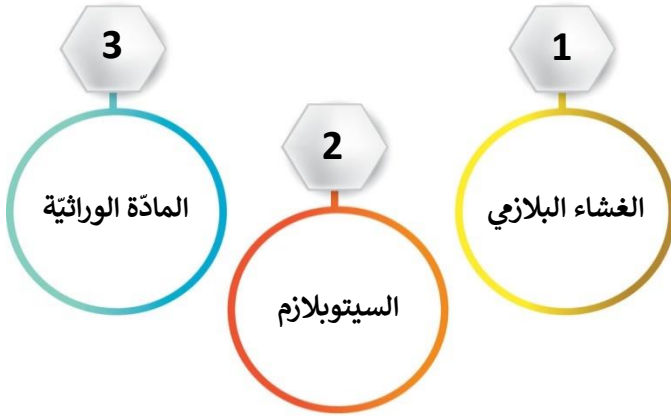 1
الغشاء البلازمي
2
السيتوبلازم
3
المادّة الوراثيّة